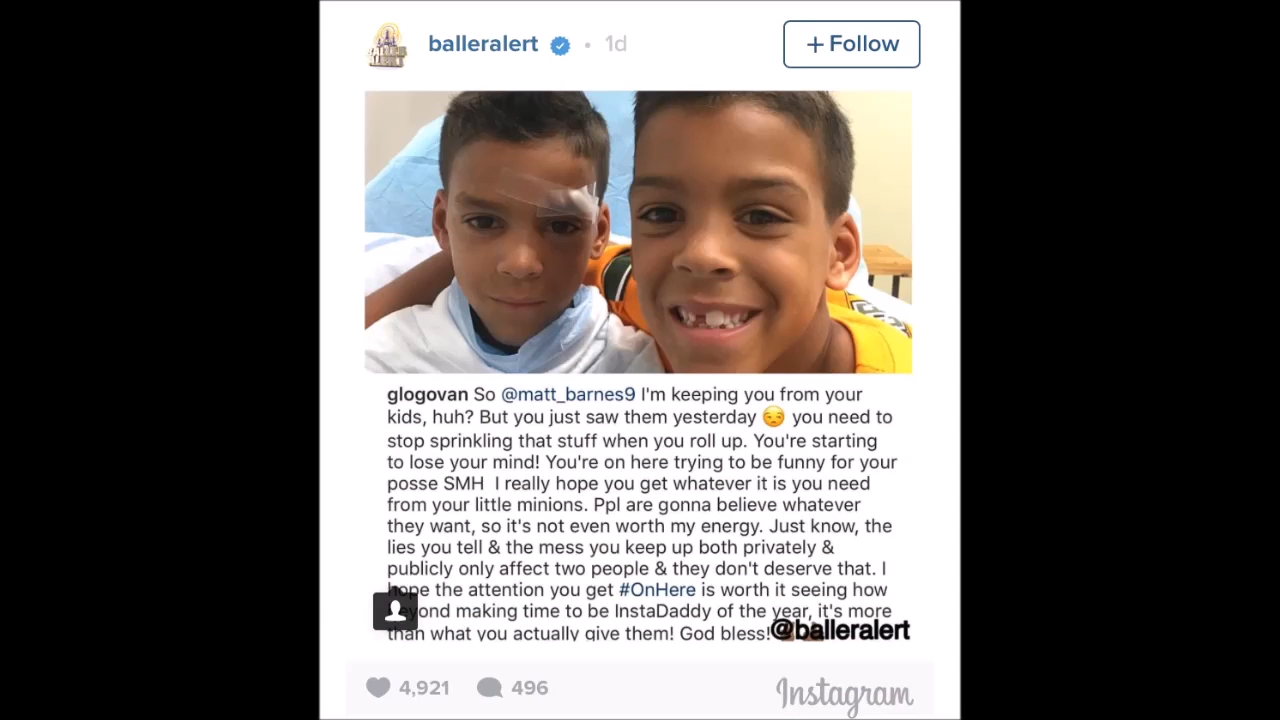 balleralert • 1d
+ Follow
glogovan So @matt_barnes9 I'm keeping you from your
kids, huh? But you just saw them yesterday 😒 you need to
stop sprinkling that stuff when you roll up. You're starting
to lose your mind! You're on here trying to be funny for your
posse SMH I really hope you get whatever it is you need
from your little minions. Ppl are gonna believe whatever
they want, so it's not even worth my energy. Just know, the
lies you tell & the mess you keep up both privately &
publicly only affect two people & they don't deserve that. I
hope the attention you get #OnHere is worth it seeing how
beyond making time to be InstaDaddy of the year, it's more
than what you actually give them! God bless!
@balleralert
4,921 496
Instagram